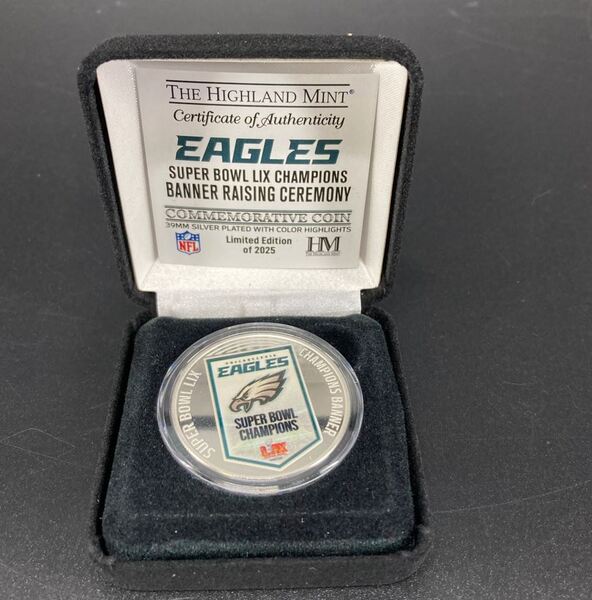 THE HIGHLAND MINT®
Certificate of Authenticity
EAGLES
SUPER BOWL LIX CHAMPIONS
BANNER RAISING CEREMONY
COMMEMORATIVE COIN
39MM SILVER PLATED WITH COLOR HIGHLIGHTS
NFL
Limited Edition
of 2025
HM
THE HIGHLAND MINT
SUPER BOWL LIX
PHILADELPHIA
EAGLES
SUPER BOWL
CHAMPIONS
LIX
CHAMPIONS BANNER